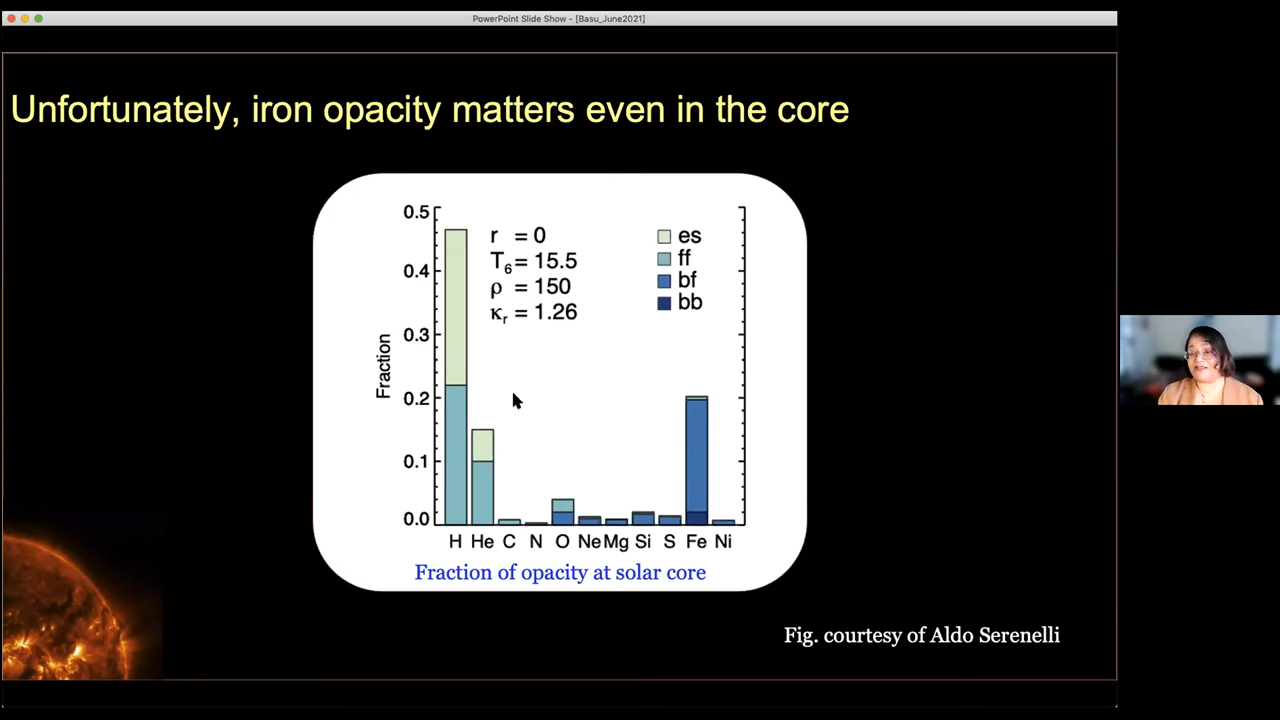 PowerPoint Slide Show - [Basu_June2021]
Unfortunately, iron opacity matters even in the core
0.5
0.4
0.3
0.2
0.1
0.0
Fraction
r = 0
T6 = 15.5
ρ = 150
κr = 1.26
es
ff
bf
bb
H He C N O Ne Mg Si S Fe Ni
Fraction of opacity at solar core
Fig. courtesy of Aldo Serenelli